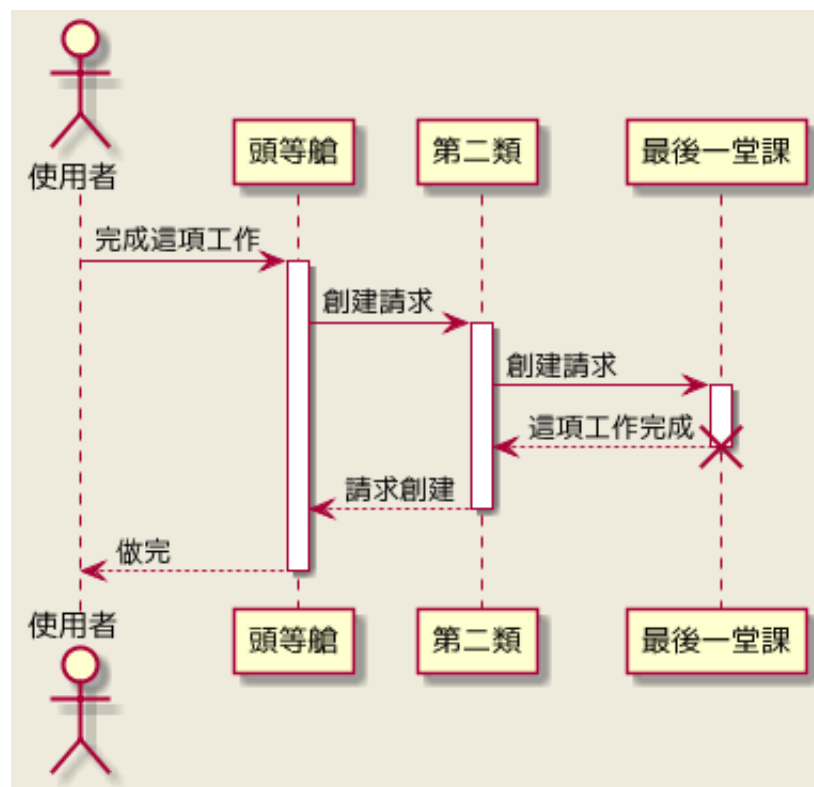 使用者
頭等艙
第二類
最後一堂課
完成這項工作
創建請求
創建請求
這項工作完成
請求創建
做完
使用者
頭等艙
第二類
最後一堂課